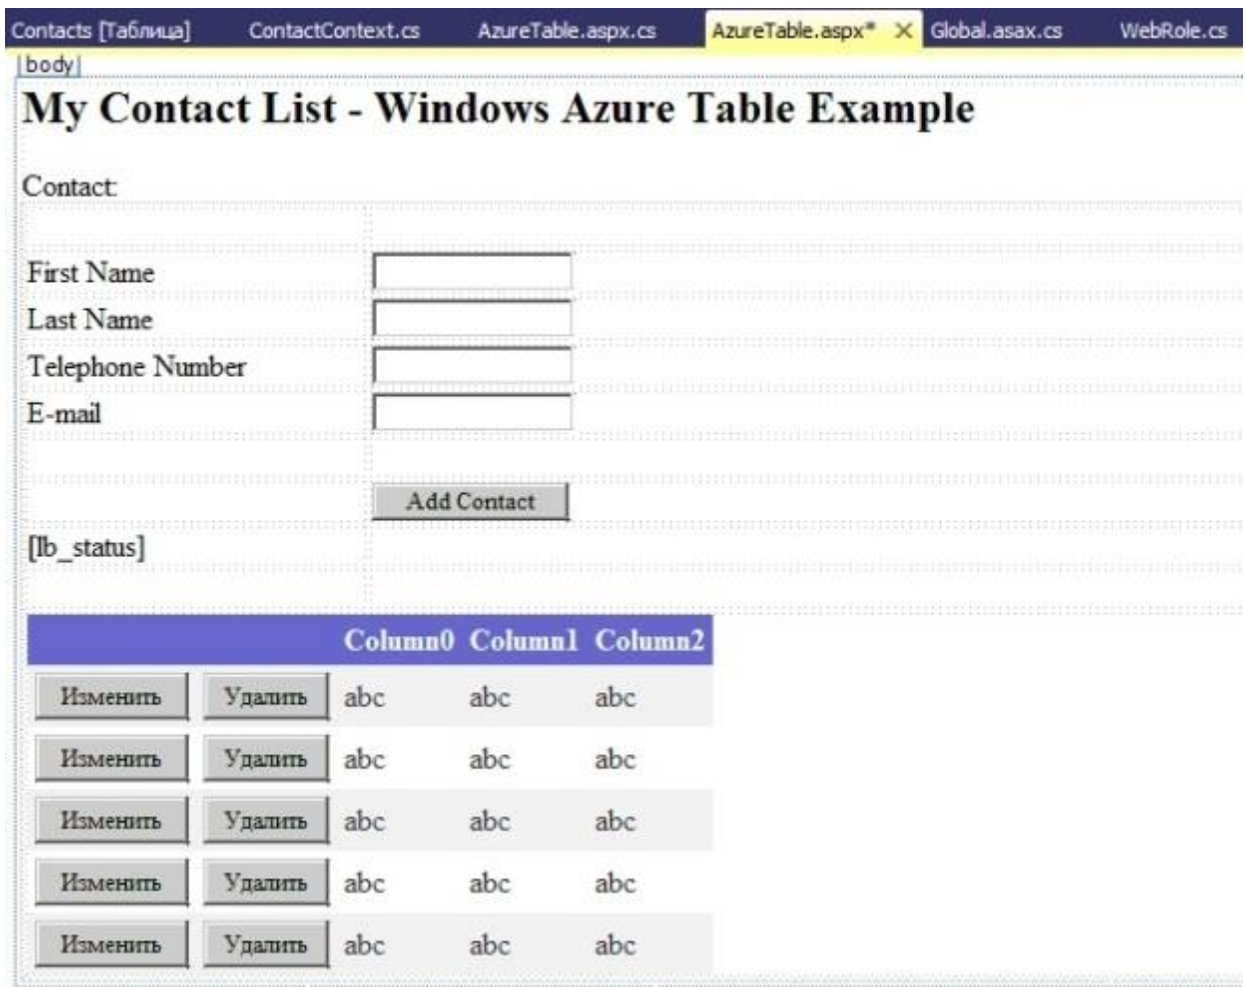 Contacts [Таблица] ContactContext.cs AzureTable.aspx.cs AzureTable.aspx* Global.asax.cs WebRole.cs
body
My Contact List - Windows Azure Table Example
Contact:
First Name
Last Name
Telephone Number
E-mail
Add Contact
[lb_status]
Column0 Column1 Column2
Изменить Удалить abc abc abc
Изменить Удалить abc abc abc
Изменить Удалить abc abc abc
Изменить Удалить abc abc abc
Изменить Удалить abc abc abc